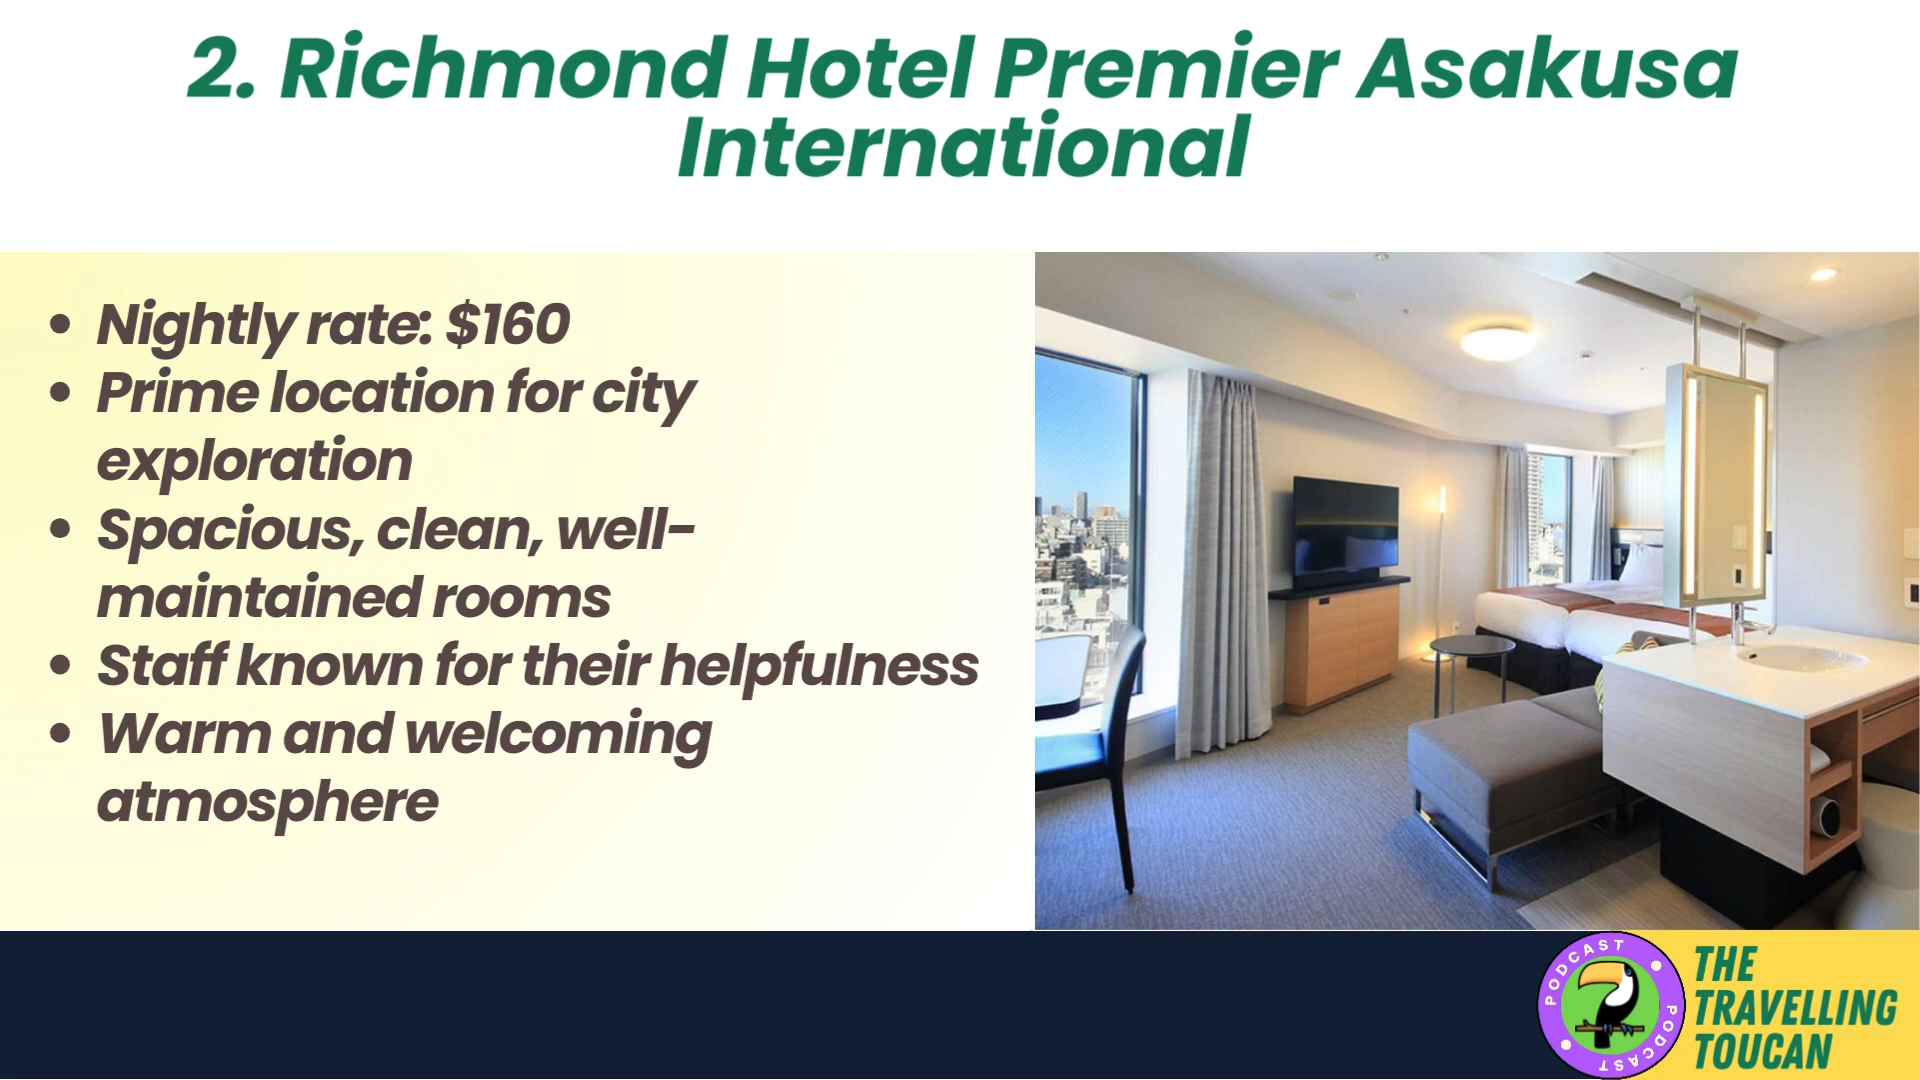 2. Richmond Hotel Premier Asakusa
International
• Nightly rate: $160
• Prime location for city
exploration
• Spacious, clean, well-
maintained rooms
• Staff known for their helpfulness
• Warm and welcoming
atmosphere
PODCAST
PODCAST
THE
TRAVELLING
TOUCAN